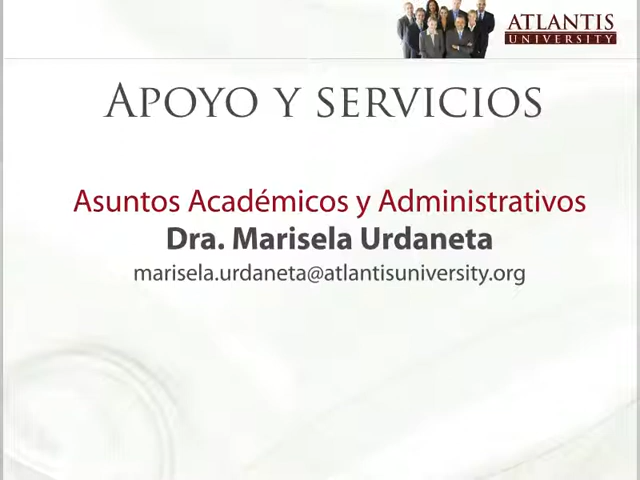 ATLANTIS
UNIVERSITY
APOYO Y SERVICIOS
Asuntos Académicos y Administrativos
Dra. Marisela Urdaneta
marisela.urdaneta@atlantisuniversity.org